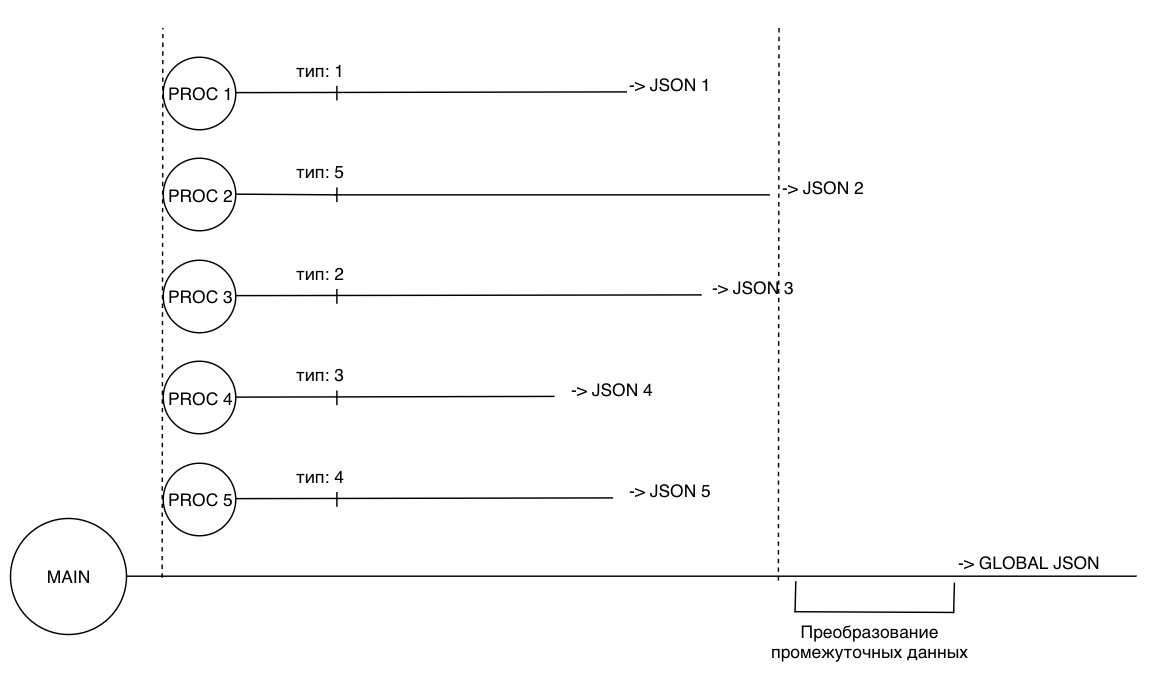 тип: 1
PROC 1
-> JSON 1
тип: 5
PROC 2
-> JSON 2
тип: 2
PROC 3
-> JSON 3
тип: 3
PROC 4
-> JSON 4
тип: 4
PROC 5
-> JSON 5
MAIN
-> GLOBAL JSON
Преобразование
промежуточных данных